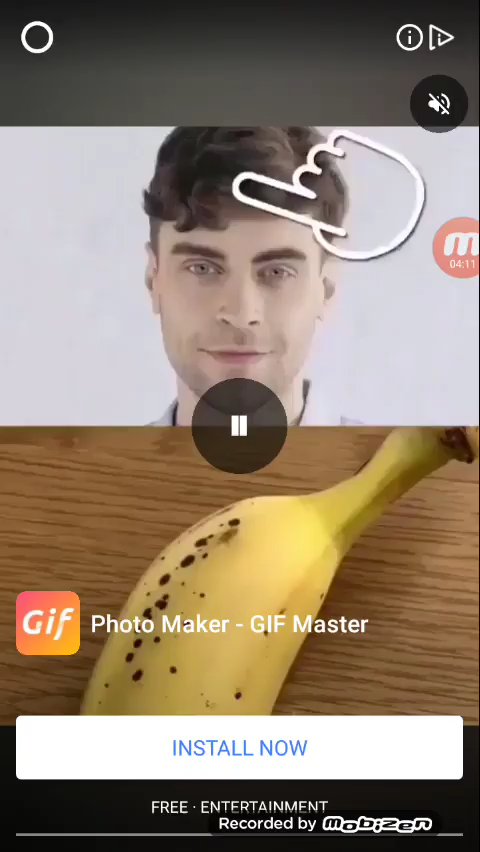 m
04:11
Gif
Photo Maker - GIF Master
INSTALL NOW
FREE · ENTERTAINMENT
Recorded by mobizen